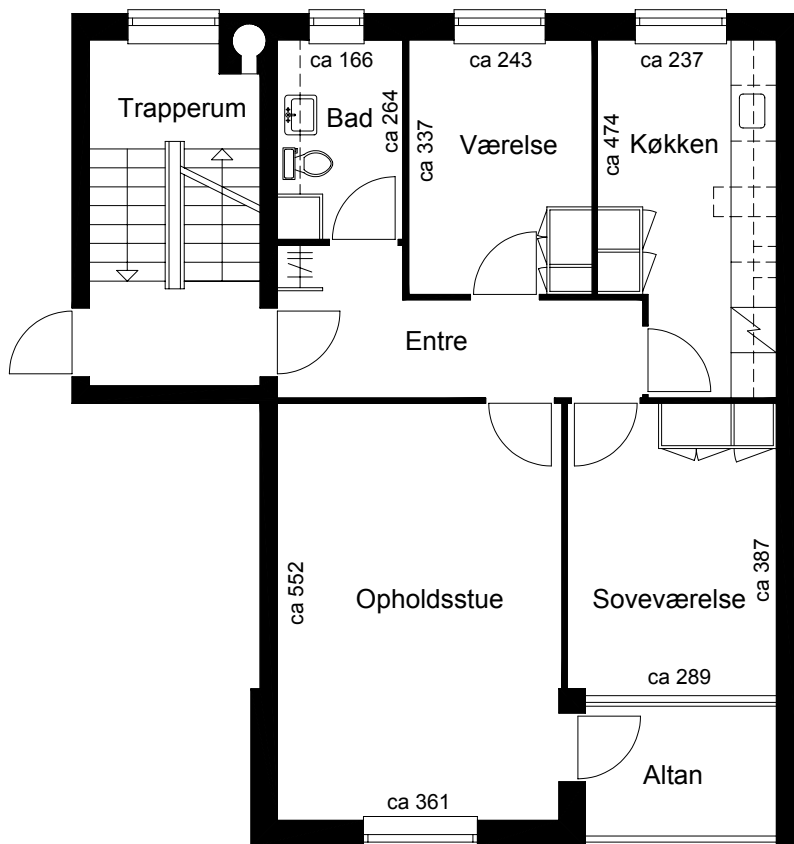 ca 166
ca 243
ca 237
Trapperum
Bad
ca 264
ca 337
Værelse
ca 474
Køkken
Entre
ca 552
Opholdsstue
Soveværelse
ca 387
ca 289
Altan
ca 361